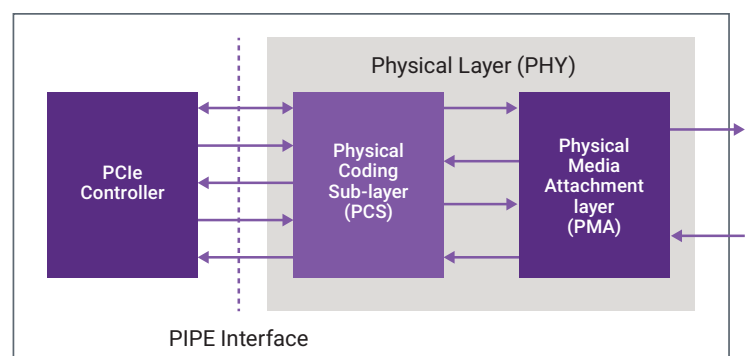 Physical Layer (PHY)
PCIe
Controller
Physical
Coding
Sub-layer
(PCS)
Physical
Media
Attachment
layer
(PMA)
PIPE Interface